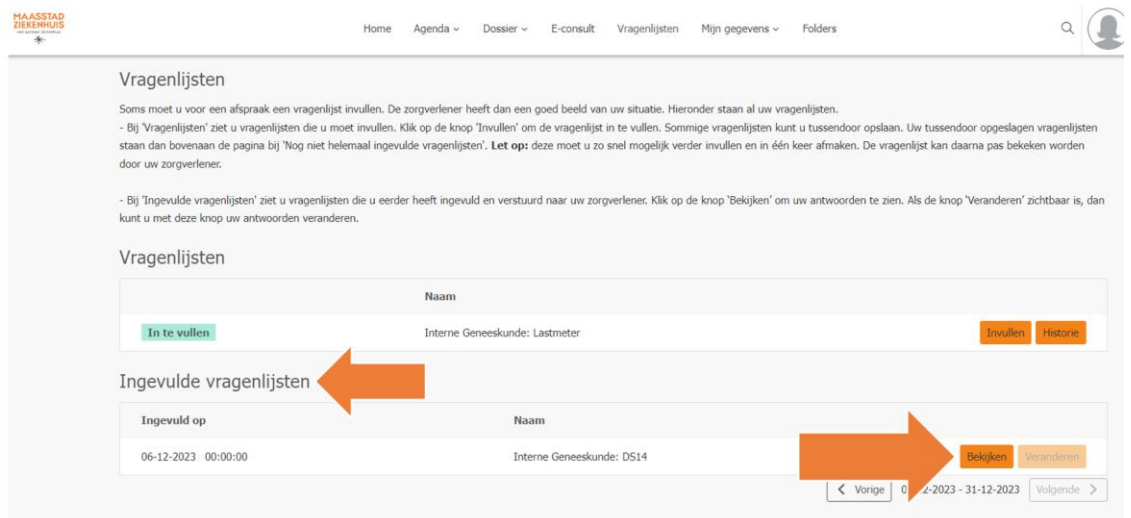 MAASSTAD
ZIEKENHUIS
Home Agenda Dossier E-consult Vragenlijsten Mijn gegevens Folders
Vragenlijsten
Soms moet u voor een afspraak een vragenlijst invullen. De zorgverlener heeft dan een goed beeld van uw situatie. Hieronder staan al uw vragenlijsten.
- Bij 'Vragenlijsten' ziet u vragenlijsten die u moet invullen. Klik op de knop 'Invullen' om de vragenlijst in te vullen. Sommige vragenlijsten kunt u tussendoor opslaan. Uw tussendoor opgeslagen vragenlijsten
staan dan bovenaan de pagina bij 'Nog niet helemaal ingevulde vragenlijsten'. Let op: deze moet u zo snel mogelijk verder invullen en in één keer afmaken. De vragenlijst kan daarna pas bekeken worden
door uw zorgverlener.
- Bij 'Ingevulde vragenlijsten' ziet u vragenlijsten die u eerder heeft ingevuld en verstuurd naar uw zorgverlener. Klik op de knop 'Bekijken' om uw antwoorden te zien. Als de knop 'Veranderen' zichtbaar is, dan
kunt u met deze knop uw antwoorden veranderen.
Vragenlijsten
Naam
In te vullen Interne Geneeskunde: Lastmeter Invullen Historie
Ingevulde vragenlijsten
Ingevuld op Naam
06-12-2023 00:00:00 Interne Geneeskunde: DS14 Bekijken Veranderen
Vorige -2023 - 31-12-2023 Volgende